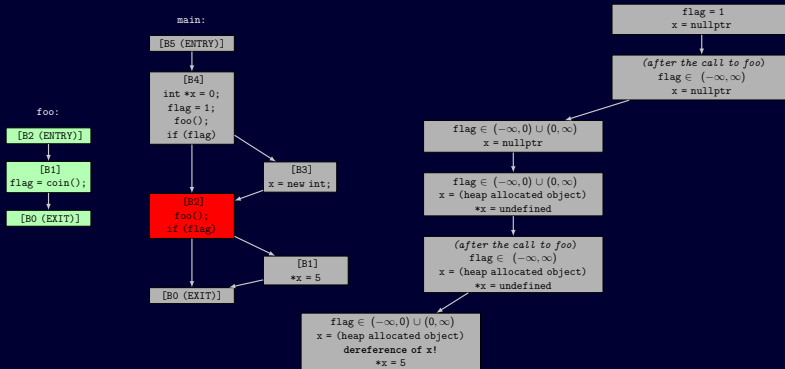 foo:
[B2 (ENTRY)]
[B1]
flag = coin();
[B0 (EXIT)]
main:
[B5 (ENTRY)]
[B4]
int *x = 0;
flag = 1;
foo();
if (flag)
[B3]
x = new int;
[B2]
foo();
if (flag)
[B1]
*x = 5
[B0 (EXIT)]
flag = 1
x = nullptr
(after the call to foo)
flag ∈ (−∞, ∞)
x = nullptr
flag ∈ (−∞, 0) ∪ (0, ∞)
x = nullptr
flag ∈ (−∞, 0) ∪ (0, ∞)
x = (heap allocated object)
*x = undefined
(after the call to foo)
flag ∈ (−∞, ∞)
x = (heap allocated object)
*x = undefined
flag ∈ (−∞, 0) ∪ (0, ∞)
x = (heap allocated object)
dereference of x!
*x = 5